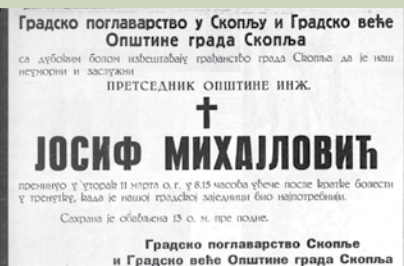 Градско поглаварство у Скопљу и Градско веће
Општине града Скопља
са дубоким болом извештавају грађанство града Скопља да је наш
неуморни и заслужни
ПРЕТСЕДНИК ОПШТИНЕ ИНЖ.
ЈОСИФ МИХАЈЛОВИЋ
преминуо у уторак 11 марта о. г. у 8.15 часова увече после кратке болести
у тренутку, када је нашој градској заједници био најпотребнији.
Сахрана је обављена 13 о. м. пре подне.
Градско поглаварство Скопље
и Градско веће Општине града Скопља